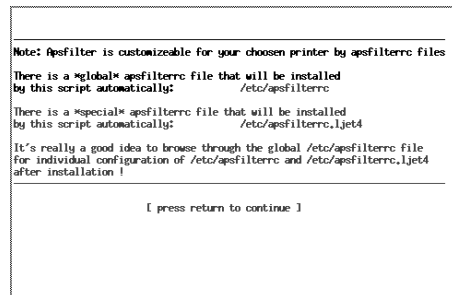 Note: Apsfilter is customizeable for your choosen printer by apsfilterrc files
There is a *global* apsfilterrc file that will be installed
by this script automatically: /etc/apsfilterrc
There is a *special* apsfilterrc file that will be installed
by this script automatically: /etc/apsfilterrc.ljet4
It's really a good idea to browse through the global /etc/apsfilterrc file
for individual configuration of /etc/apsfilterrc and /etc/apsfilterrc.ljet4
after installation !
[ press return to continue ]